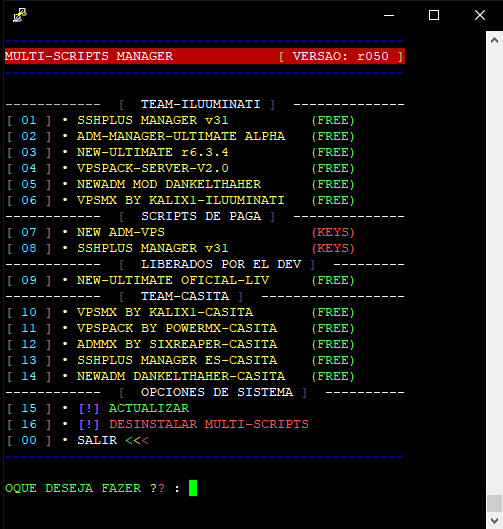 MULTI-SCRIPTS MANAGER [ VERSAO: r050 ]
------------ [ TEAM-ILUUMINATI ] --------------
[ 01 ] • SSHPLUS MANAGER v31 (FREE)
[ 02 ] • ADM-MANAGER-ULTIMATE ALPHA (FREE)
[ 03 ] • NEW-ULTIMATE r6.3.4 (FREE)
[ 04 ] • VPSPACK-SERVER-V2.0 (FREE)
[ 05 ] • NEWADM MOD DANKELTHAHER (FREE)
[ 06 ] • VPSMX BY KALIX1-ILUUMINATI (FREE)
------------ [ SCRIPTS DE PAGA ] --------------
[ 07 ] • NEW ADM-VPS (KEYS)
[ 08 ] • SSHPLUS MANAGER v31 (KEYS)
------------ [ LIBERADOS POR EL DEV ] ---------
[ 09 ] • NEW-ULTIMATE OFICIAL-LIV (FREE)
------------ [ TEAM-CASITA ] ------------------
[ 10 ] • VPSMX BY KALIX1-CASITA (FREE)
[ 11 ] • VPSPACK BY POWERMX-CASITA (FREE)
[ 12 ] • ADMMX BY SIXREAPER-CASITA (FREE)
[ 13 ] • SSHPLUS MANAGER ES-CASITA (FREE)
[ 14 ] • NEWADM DANKELTHAHER-CASITA (FREE)
------------ [ OPCIONES DE SISTEMA ] ----------
[ 15 ] • [!] ACTUALIZAR
[ 16 ] • [!] DESINSTALAR MULTI-SCRIPTS
[ 00 ] • SALIR <<<
OQUE DESEJA FAZER ?? :